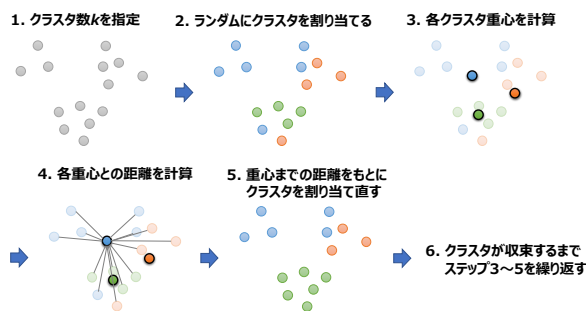 1. クラスタ数kを指定
2. ランダムにクラスタを割り当てる
3. 各クラスタ重心を計算
4. 各重心との距離を計算
5. 重心までの距離をもとに
クラスタを割り当て直す
6. クラスタが収束するまで
ステップ3～5を繰り返す